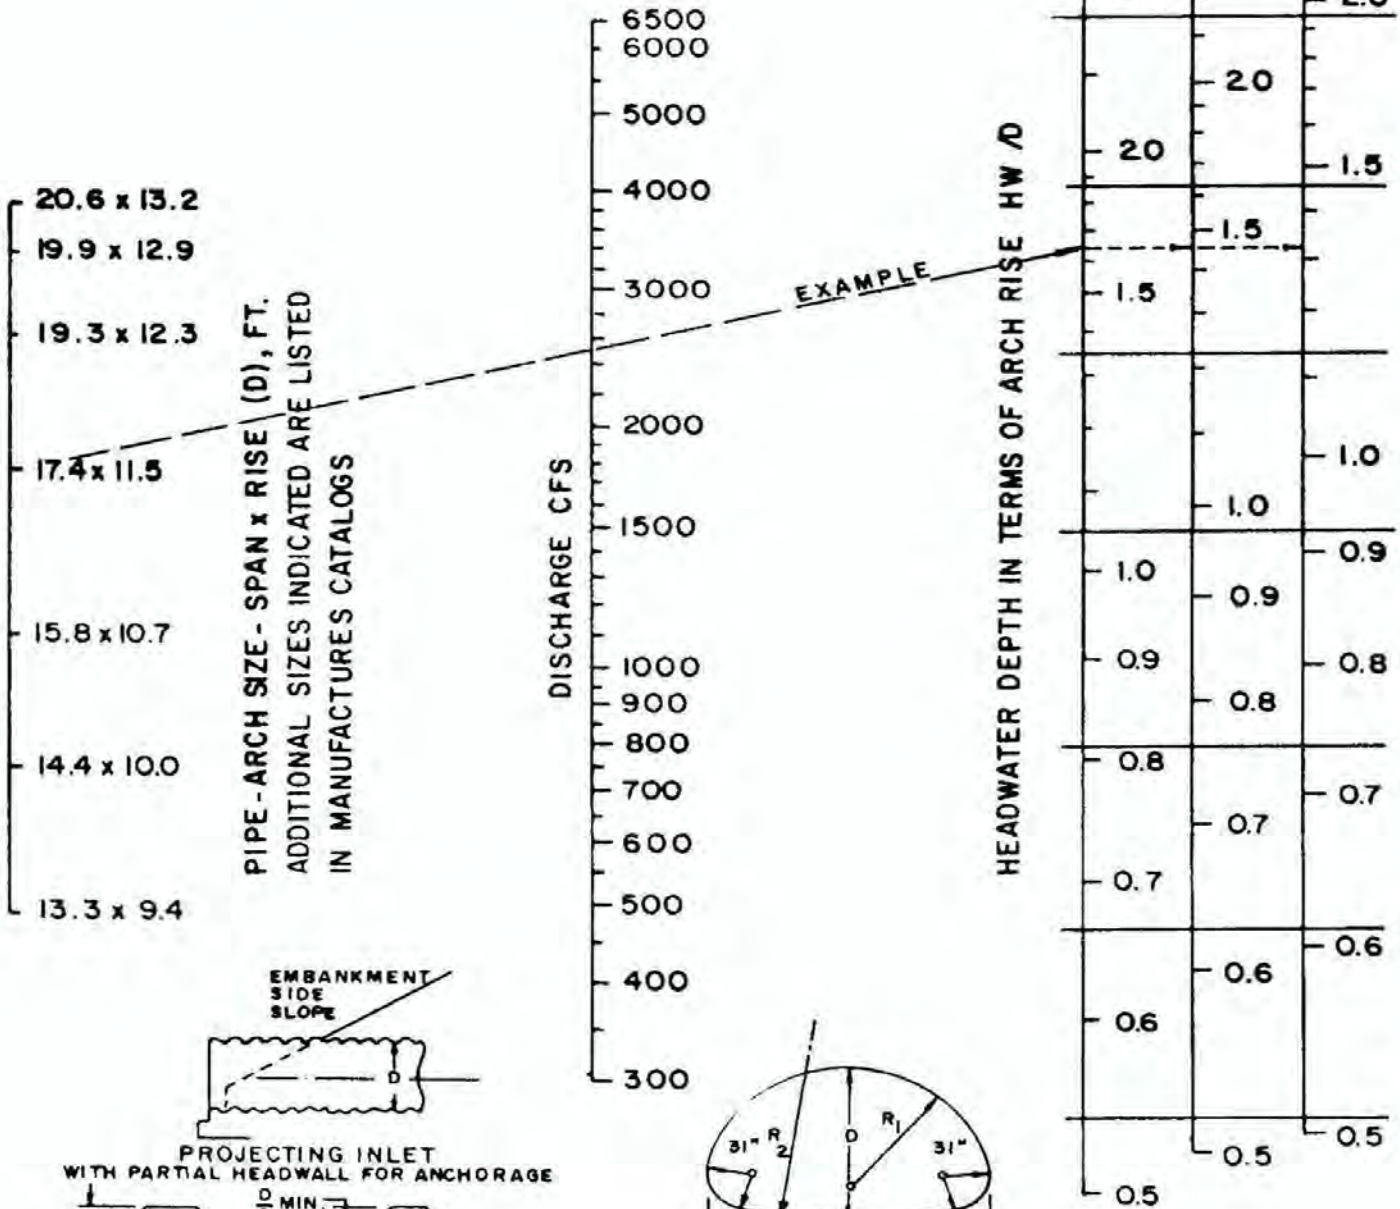 20.6 x 13.2
19.9 x 12.9
19.3 x 12.3
17.4 x 11.5
15.8 x 10.7
14.4 x 10.0
13.3 x 9.4
PIPE-ARCH SIZE-SPAN x RISE (D), FT.
ADDITIONAL SIZES INDICATED ARE LISTED
IN MANUFACTURES CATALOGS
DISCHARGE CFS
6500
6000
5000
4000
3000
2000
1500
1000
900
800
700
600
500
400
300
EXAMPLE
HEADWATER DEPTH IN TERMS OF ARCH RISE HW /D
20
1.5
1.0
0.9
0.8
0.7
0.6
0.5
2.0
1.5
1.0
0.9
0.8
0.7
0.6
0.5
1.5
1.0
0.9
0.8
0.7
0.6
0.5
EMBANKMENT
SIDE
SLOPE
D
PROJECTING INLET
WITH PARTIAL HEADWALL FOR ANCHORAGE
D MIN.
31" R2
D
R1
31"